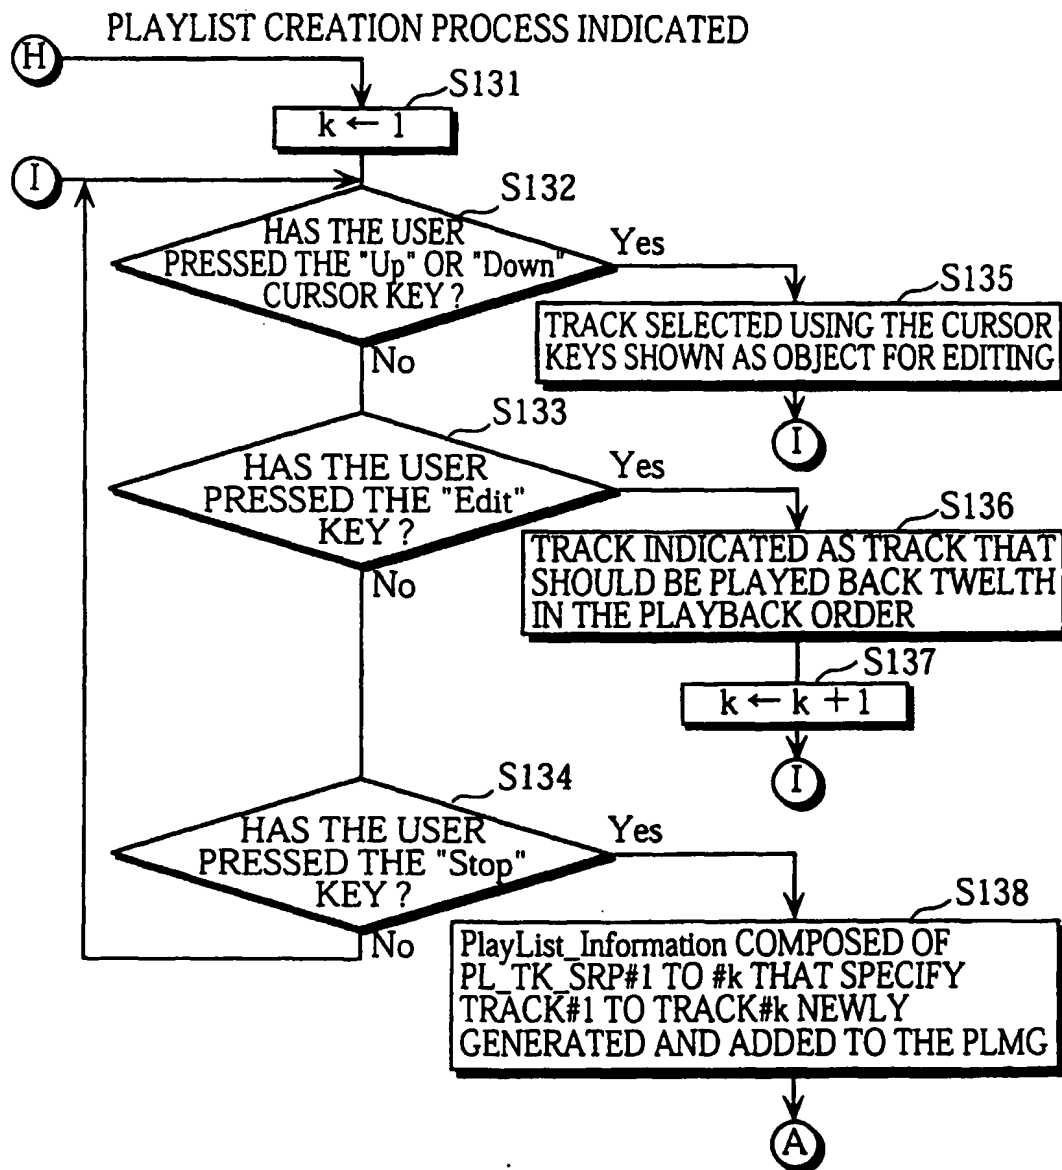 PLAYLIST CREATION PROCESS INDICATED
H
S131
k ← 1
I
S132
HAS THE USER
PRESSED THE "Up" OR "Down"
CURSOR KEY ?
Yes
No
S135
TRACK SELECTED USING THE CURSOR
KEYS SHOWN AS OBJECT FOR EDITING
I
S133
HAS THE USER
PRESSED THE "Edit"
KEY ?
Yes
No
S136
TRACK INDICATED AS TRACK THAT
SHOULD BE PLAYED BACK TWELTH
IN THE PLAYBACK ORDER
S137
k ← k + 1
I
S134
HAS THE USER
PRESSED THE "Stop"
KEY ?
Yes
No
S138
PlayList_Information COMPOSED OF
PL_TK_SRP#1 TO #k THAT SPECIFY
TRACK#1 TO TRACK#k NEWLY
GENERATED AND ADDED TO THE PLMG
A